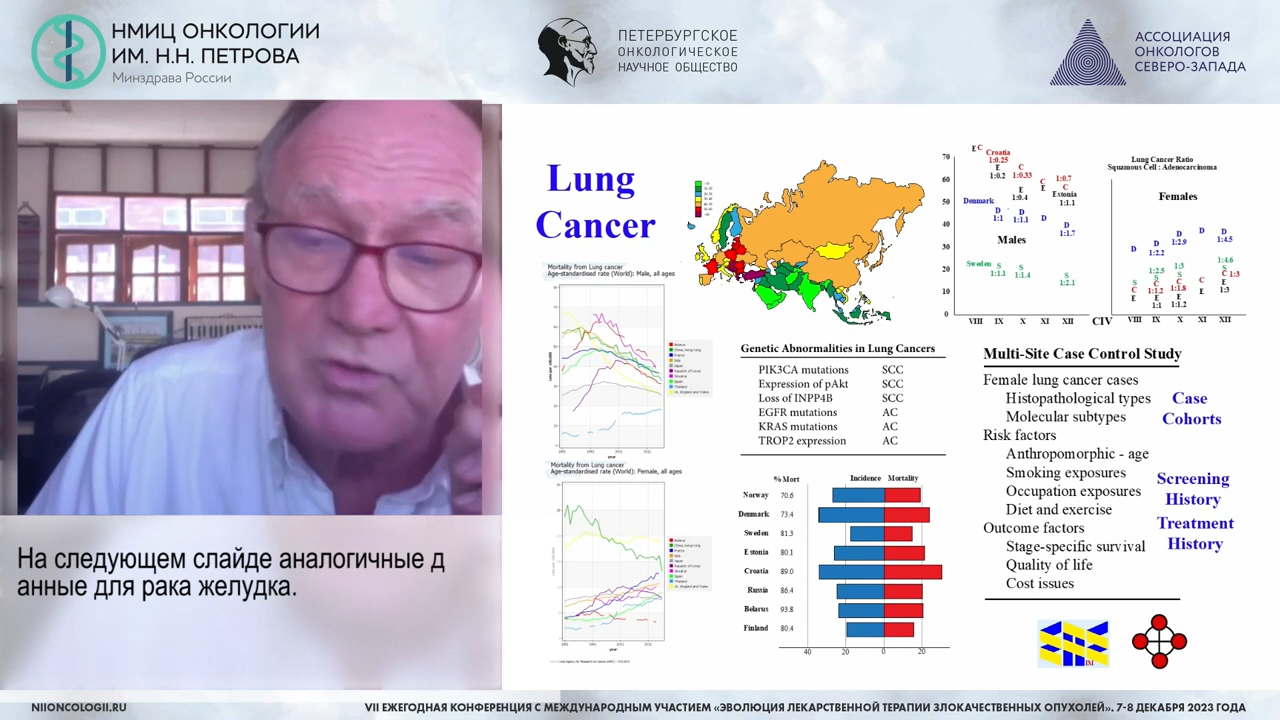 НМИЦ ОНКОЛОГИИ
ИМ. Н.Н. ПЕТРОВА
Минздрава России
ПЕТЕРБУРГСКОЕ
ОНКОЛОГИЧЕСКОЕ
НАУЧНОЕ ОБЩЕСТВО
АССОЦИАЦИЯ
ОНКОЛОГОВ
СЕВЕРО-ЗАПАДА
Lung
Cancer
Mortality from Lung cancer
Age-standardised rate (World): Male, all ages
Mortality from Lung cancer
Age-standardised rate (World): Female, all ages
70
60
50
40
30
20
10
0
E C
Croatia
1:0.25
E
1:0.2
C
1:0.33
E
1:0.4
C
E
1:0.7
C
Estonia
1:1.1
Denmark
D
1:1
D
1:1.1
D
D
1:1.7
Males
Sweden
S
1:1.1
S
1:1.4
S
1:2.1
VIII IX X XI XII
CIV
Lung Cancer Ratio
Squamous Cell : Adenocarcinoma
Females
D
D
1:2.2
D
1:2.9
D
D
1:4.5
S
C
E
1:2.5
S
C
1:1.2
E
1:1
1:3
S
C
1:1.8
E
1:1.2
C
E
1:4.6
S
C 1:3
E
1:3
VIII IX X XI XII
Genetic Abnormalities in Lung Cancers
PIK3CA mutations SCC
Expression of pAkt SCC
Loss of INPP4B SCC
EGFR mutations AC
KRAS mutations AC
TROP2 expression AC
% Mort Incidence Mortality
Norway 70.6
Denmark 73.4
Sweden 81.3
Estonia 80.1
Croatia 89.0
Russia 86.4
Belarus 93.8
Finland 80.4
40 20 0 20
Multi-Site Case Control Study
Female lung cancer cases
Histopathological types
Molecular subtypes
Risk factors
Anthropomorphic - age
Smoking exposures
Occupation exposures
Diet and exercise
Outcome factors
Stage-specific survival
Quality of life
Cost issues
Case
Cohorts
Screening
History
Treatment
History
На следующем слайде аналогичные д
анные для рака желудка.
NIIONCOLOGII.RU
VII ЕЖЕГОДНАЯ КОНФЕРЕНЦИЯ С МЕЖДУНАРОДНЫМ УЧАСТИЕМ «ЭВОЛЮЦИЯ ЛЕКАРСТВЕННОЙ ТЕРАПИИ ЗЛОКАЧЕСТВЕННЫХ ОПУХОЛЕЙ». 7-8 ДЕКАБРЯ 2023 ГОДА